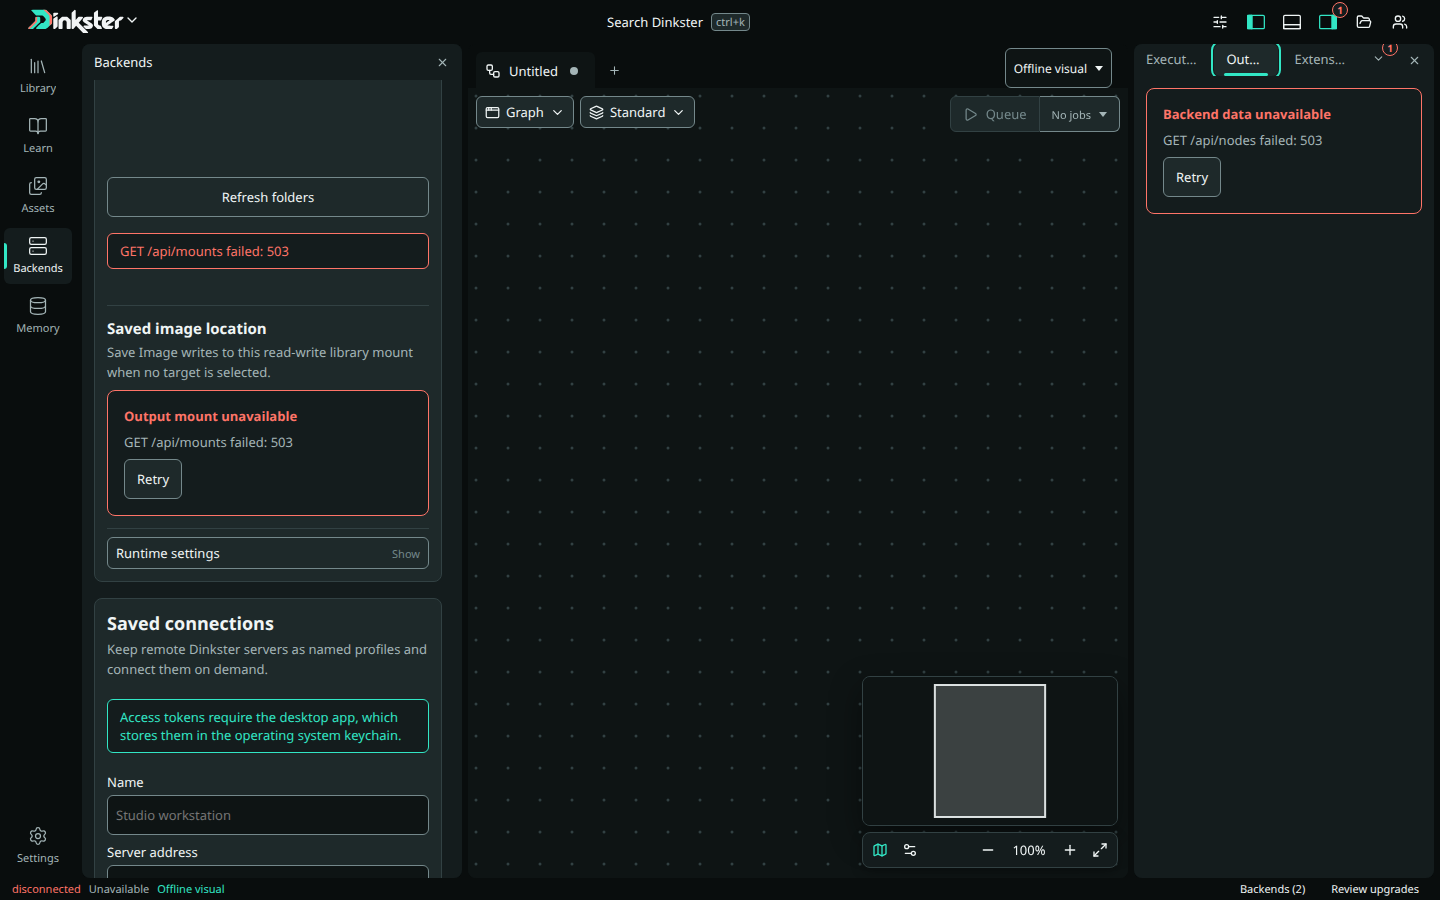 Dinkster
Search Dinkster ctrl+k
1
Library
Learn
Assets
Backends
Memory
Settings
Backends
Refresh folders
GET /api/mounts failed: 503
Saved image location
Save Image writes to this read-write library mount
when no target is selected.
Output mount unavailable
GET /api/mounts failed: 503
Retry
Runtime settings Show
Saved connections
Keep remote Dinkster servers as named profiles and
connect them on demand.
Access tokens require the desktop app, which
stores them in the operating system keychain.
Name
Studio workstation
Server address
Untitled
Offline visual
Graph Standard
Queue No jobs
100%
Execut... Out... Extens... 1
Backend data unavailable
GET /api/nodes failed: 503
Retry
disconnected Unavailable Offline visual
Backends (2) Review upgrades